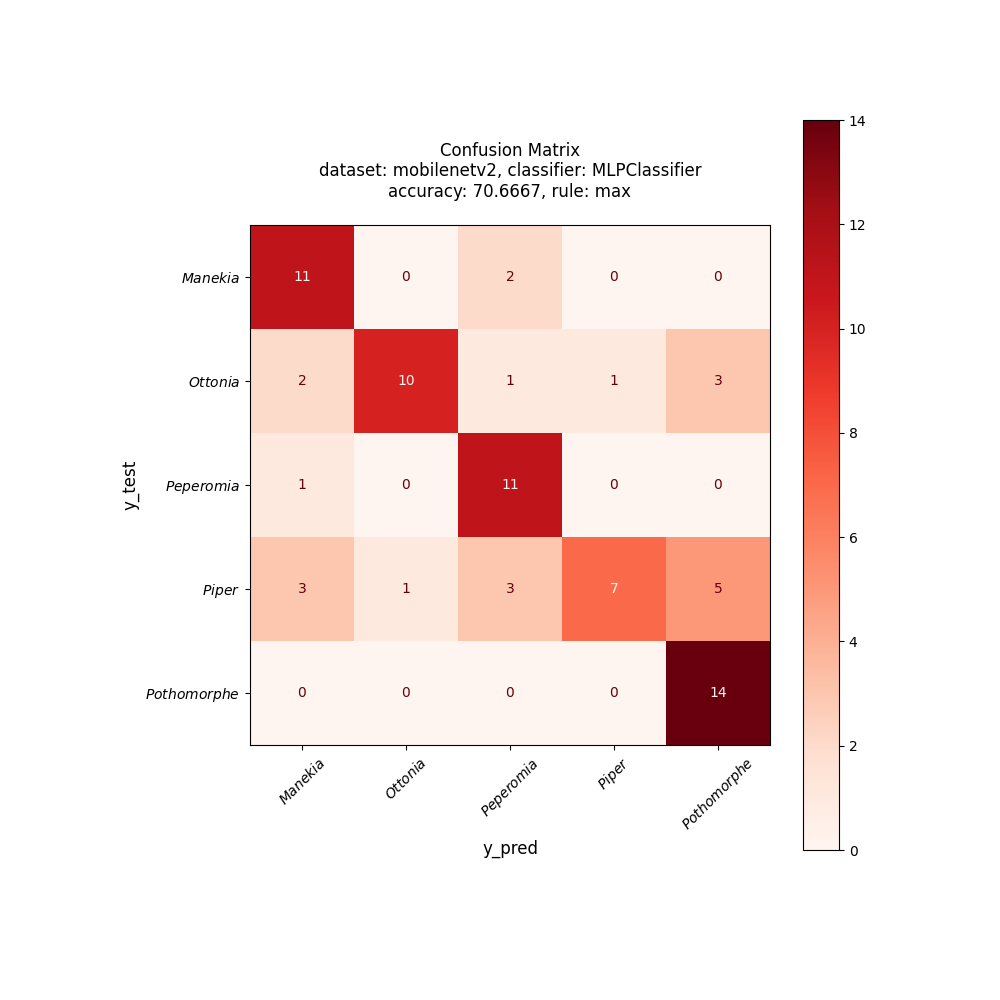 Confusion Matrix
dataset: mobilenetv2, classifier: MLPClassifier
accuracy: 70.6667, rule: max
Manekia 11 0 2 0 0
Ottonia 2 10 1 1 3
Peperomia 1 0 11 0 0
Piper 3 1 3 7 5
Pothomorphe 0 0 0 0 14
y_test
Manekia Ottonia Peperomia Piper Pothomorphe
y_pred
14
12
10
8
6
4
2
0